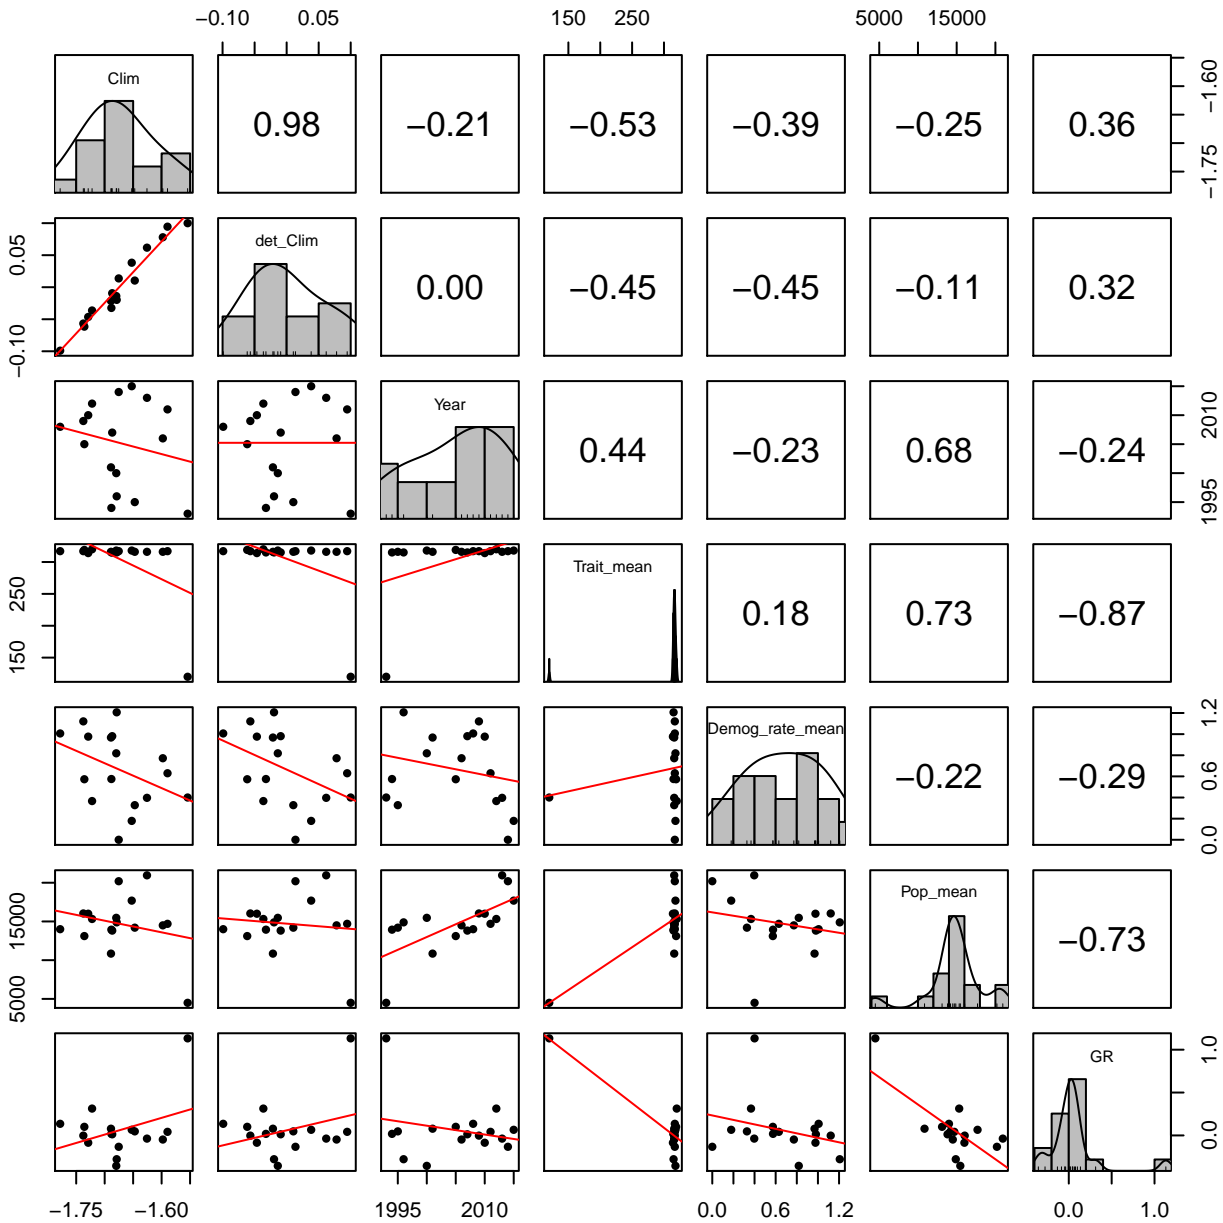 −0.10 0.05 150 250 5000 15000
Clim 0.98 −0.21 −0.53 −0.39 −0.25 0.36 −1.75 −1.60
−0.10 0.05 det_Clim 0.00 −0.45 −0.45 −0.11 0.32
Year 0.44 −0.23 0.68 −0.24 1995 2010
150 250 Trait_mean 0.18 0.73 −0.87
Demog_rate_mean −0.22 −0.29 0.0 0.6 1.2
5000 15000 Pop_mean −0.73
GR 0.0 1.0
−1.75 −1.60 1995 2010 0.0 0.6 1.2 0.0 1.0